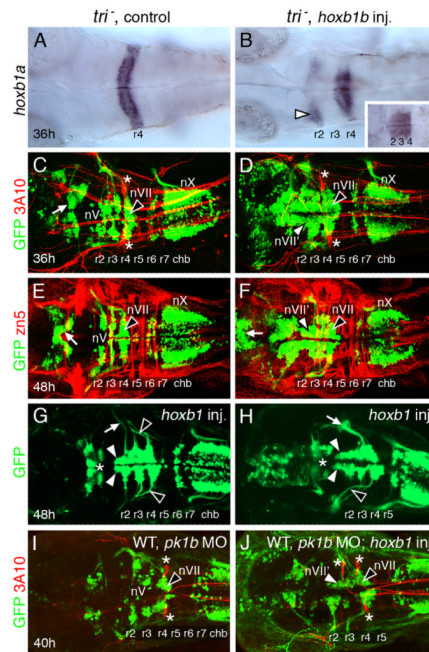 tri-, control tri-, hoxb1b inj.
A B
hoxb1a
36h r4 r2 r3 r4 2 3 4
C D
GFP 3A10
nV nVII nX nVII nVII'
* * * *
36h r2 r3 r4 r5 r6 r7 chb r2 r3 r4 r5 r6 r7 chb
E F
GFP zn5
nV nVII nX nVII' nVII nX
48h r2 r3 r4 r5 r6 r7 chb r2 r3 r4 r5 r6 r7 chb
G hoxb1 inj. H hoxb1 inj.
GFP
* *
48h r2 r3 r4 r5 r6 r7 chb r2 r3 r4 r5
I WT, pk1b MO J WT, pk1b MO; hoxb1 inj
GFP 3A10
nV nVII nVII' nVII
* * * * * *
40h r2 r3 r4 r5 r6 r7 chb r2 r3 r4 r5